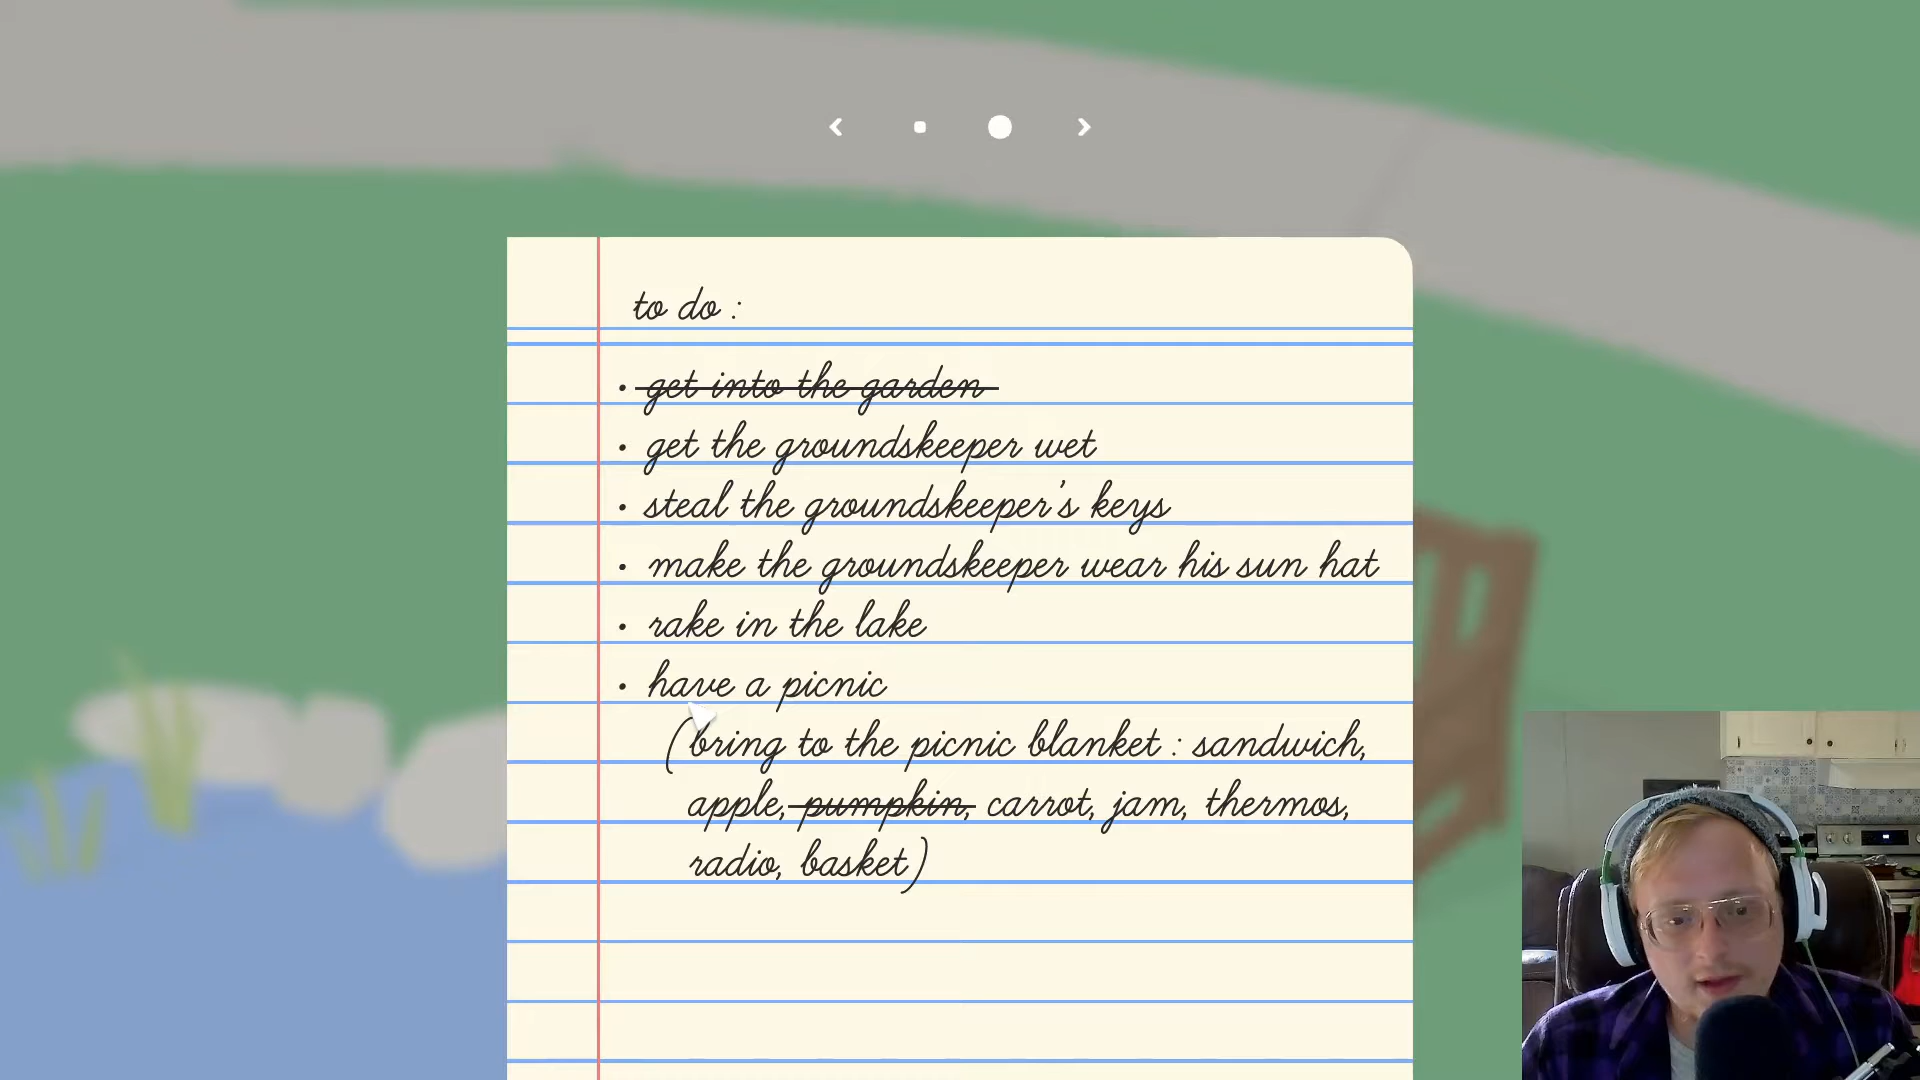 to do :
• get into the garden
• get the groundskeeper wet
• steal the groundskeeper's keys
• make the groundskeeper wear his sun hat
• rake in the lake
• have a picnic
(bring to the picnic blanket : sandwich,
apple, pumpkin, carrot, jam, thermos,
radio, basket)